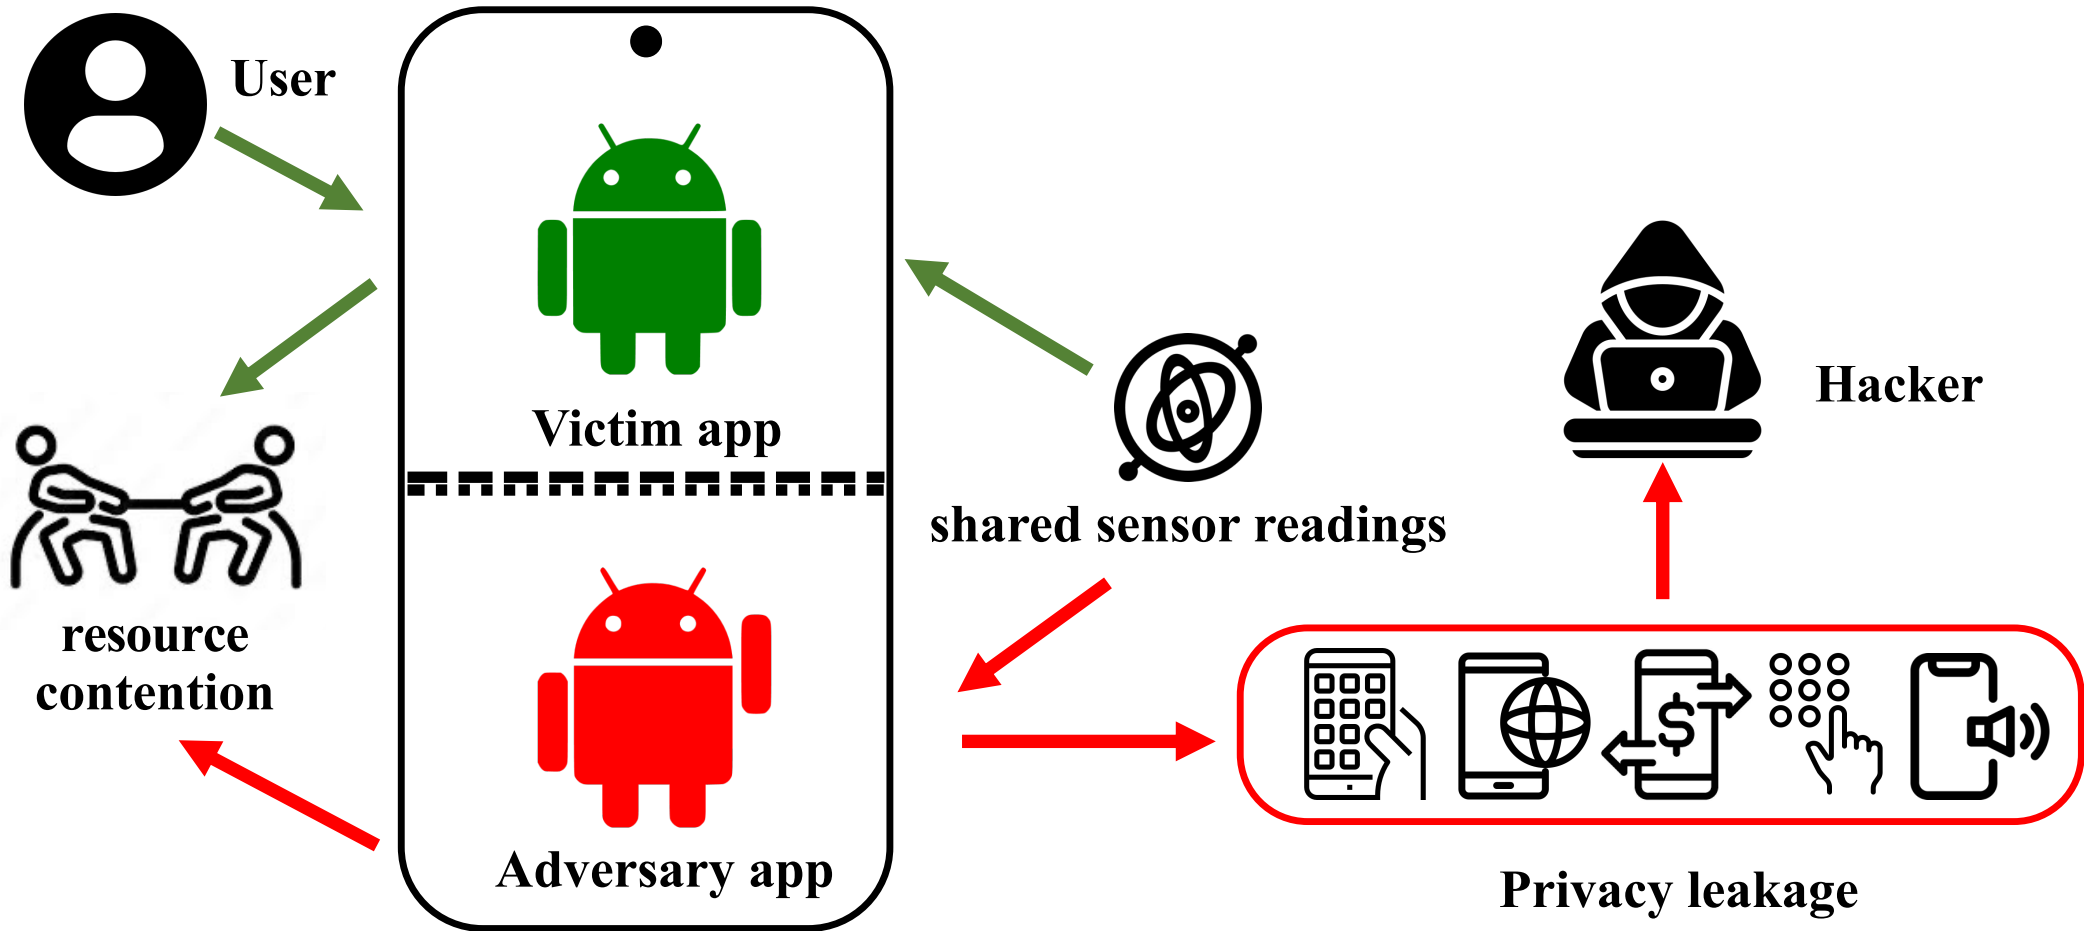 User
Victim app
Hacker
shared sensor readings
resource
contention
Adversary app
Privacy leakage